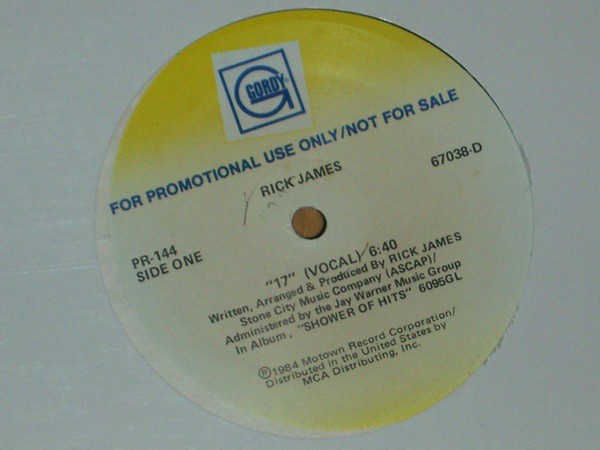 GORDY
FOR PROMOTIONAL USE ONLY/NOT FOR SALE
RICK JAMES
67038-D
PR-144
SIDE ONE
"17" (VOCAL) 6:40
Written, Arranged & Produced By RICK JAMES
Stone City Music Company (ASCAP)/
Administered by the Jay Warner Music Group
In Album, "SHOWER OF HITS" 6095GL
Ⓟ1984 Motown Record Corporation/
Distributed in the United States by
MCA Distributing, Inc.